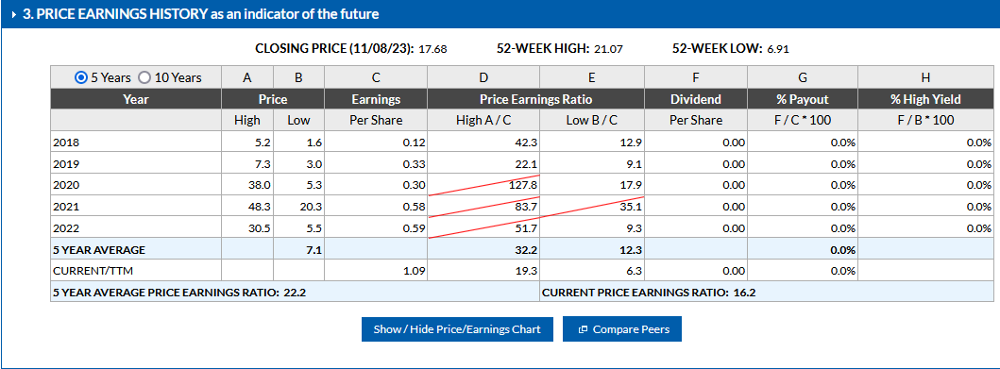 3. PRICE EARNINGS HISTORY as an indicator of the future
CLOSING PRICE (11/08/23): 17.68 52-WEEK HIGH: 21.07 52-WEEK LOW: 6.91
5 Years 10 Years A B C D E F G H
Year Price Earnings Price Earnings Ratio Dividend % Payout % High Yield
High Low Per Share High A / C Low B / C Per Share F / C * 100 F / B * 100
2018 5.2 1.6 0.12 42.3 12.9 0.00 0.0% 0.0%
2019 7.3 3.0 0.33 22.1 9.1 0.00 0.0% 0.0%
2020 38.0 5.3 0.30 127.8 17.9 0.00 0.0% 0.0%
2021 48.3 20.3 0.58 83.7 35.1 0.00 0.0% 0.0%
2022 30.5 5.5 0.59 51.7 9.3 0.00 0.0% 0.0%
5 YEAR AVERAGE 7.1 32.2 12.3 0.0%
CURRENT/TTM 1.09 19.3 6.3 0.00 0.0%
5 YEAR AVERAGE PRICE EARNINGS RATIO: 22.2 CURRENT PRICE EARNINGS RATIO: 16.2
Show / Hide Price/Earnings Chart Compare Peers